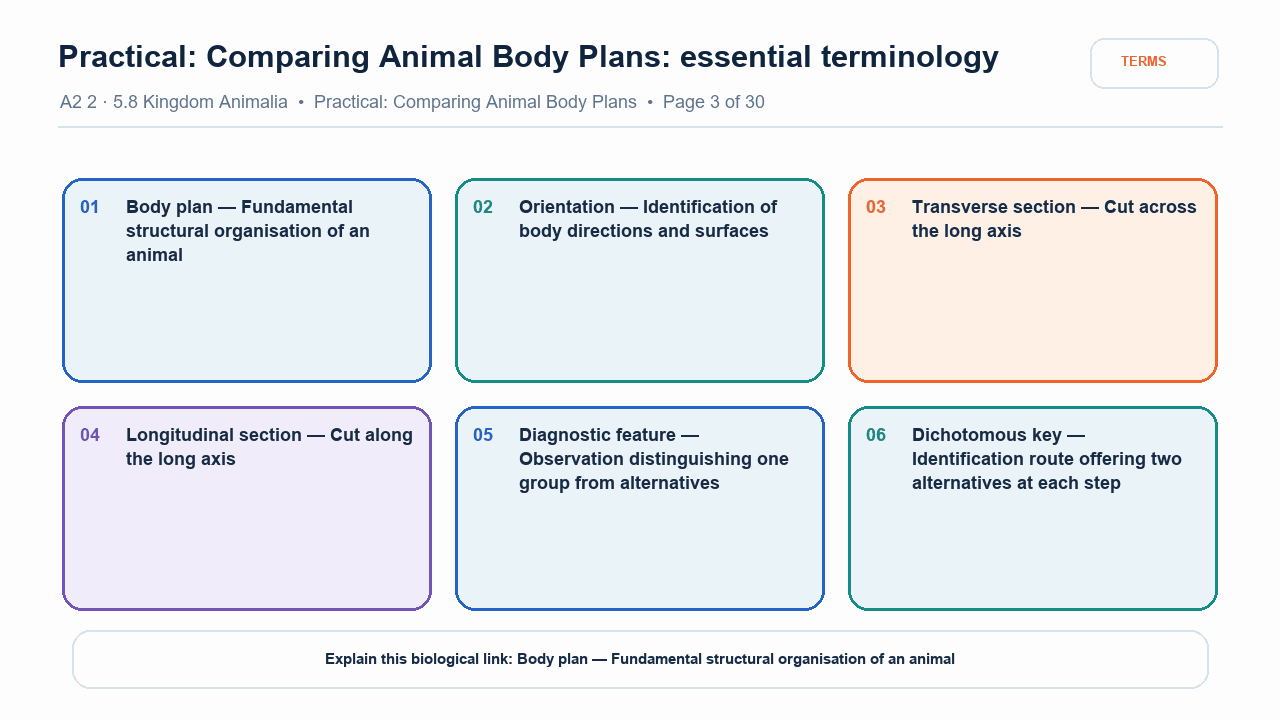 Practical: Comparing Animal Body Plans: essential terminology
TERMS
A2 2 · 5.8 Kingdom Animalia • Practical: Comparing Animal Body Plans • Page 3 of 30
01
Body plan — Fundamental
structural organisation of an
animal
02
Orientation — Identification of
body directions and surfaces
03
Transverse section — Cut across
the long axis
04
Longitudinal section — Cut along
the long axis
05
Diagnostic feature —
Observation distinguishing one
group from alternatives
06
Dichotomous key —
Identification route offering two
alternatives at each step
Explain this biological link: Body plan — Fundamental structural organisation of an animal